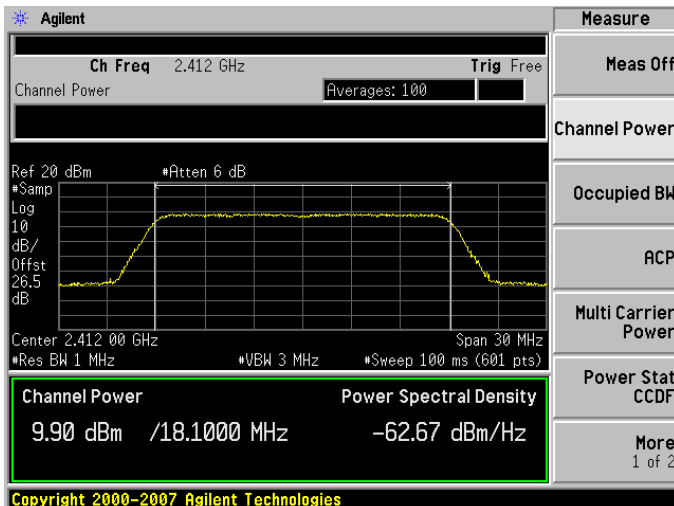 Agilent
Measure
Ch Freq 2.412 GHz Trig Free
Channel Power Averages: 100
Ref 20 dBm #Atten 6 dB
#Samp
Log
10
dB/
Offst
26.5
dB
Center 2.412 00 GHz Span 30 MHz
#Res BW 1 MHz #VBW 3 MHz #Sweep 100 ms (601 pts)
Channel Power Power Spectral Density
9.90 dBm /18.1000 MHz -62.67 dBm/Hz
Copyright 2000-2007 Agilent Technologies
Meas Off
Channel Power
Occupied BW
ACP
Multi Carrier
Power
Power Stat
CCDF
More
1 of 2